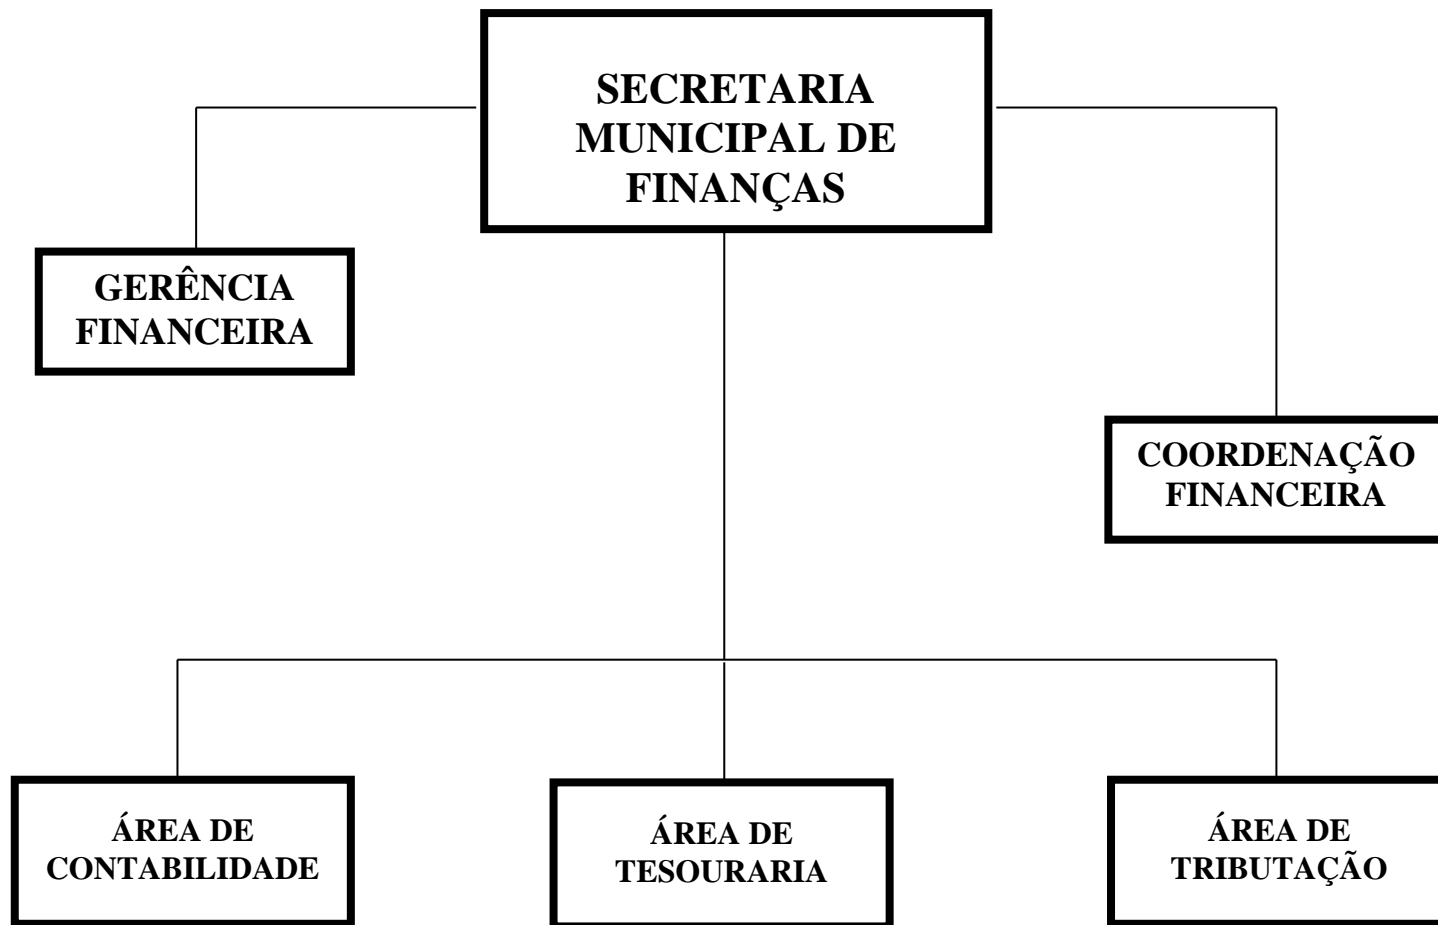 SECRETARIA
MUNICIPAL DE
FINANÇAS
GERÊNCIA
FINANCEIRA
COORDENAÇÃO
FINANCEIRA
ÁREA DE
CONTABILIDADE
ÁREA DE
TESOURARIA
ÁREA DE
TRIBUTAÇÃO